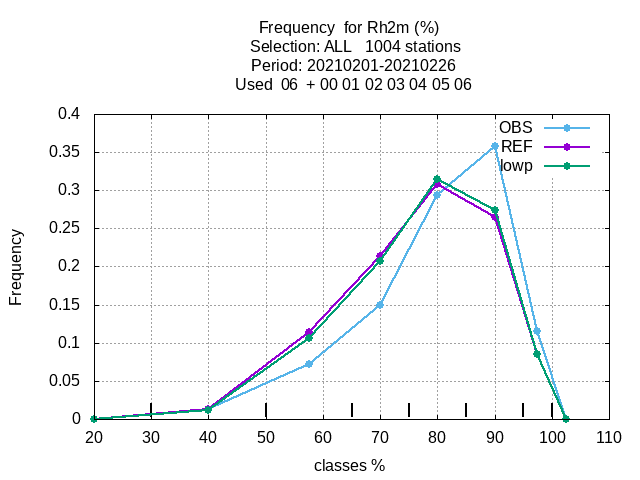 Frequency  for Rh2m (%)
Selection: ALL   1004 stations
Period: 20210201-20210226
Used  06  + 00 01 02 03 04 05 06
OBS
REF
lowp
0.4
0.35
0.3
0.25
0.2
0.15
0.1
0.05
0
Frequency
20 30 40 50 60 70 80 90 100 110
classes %